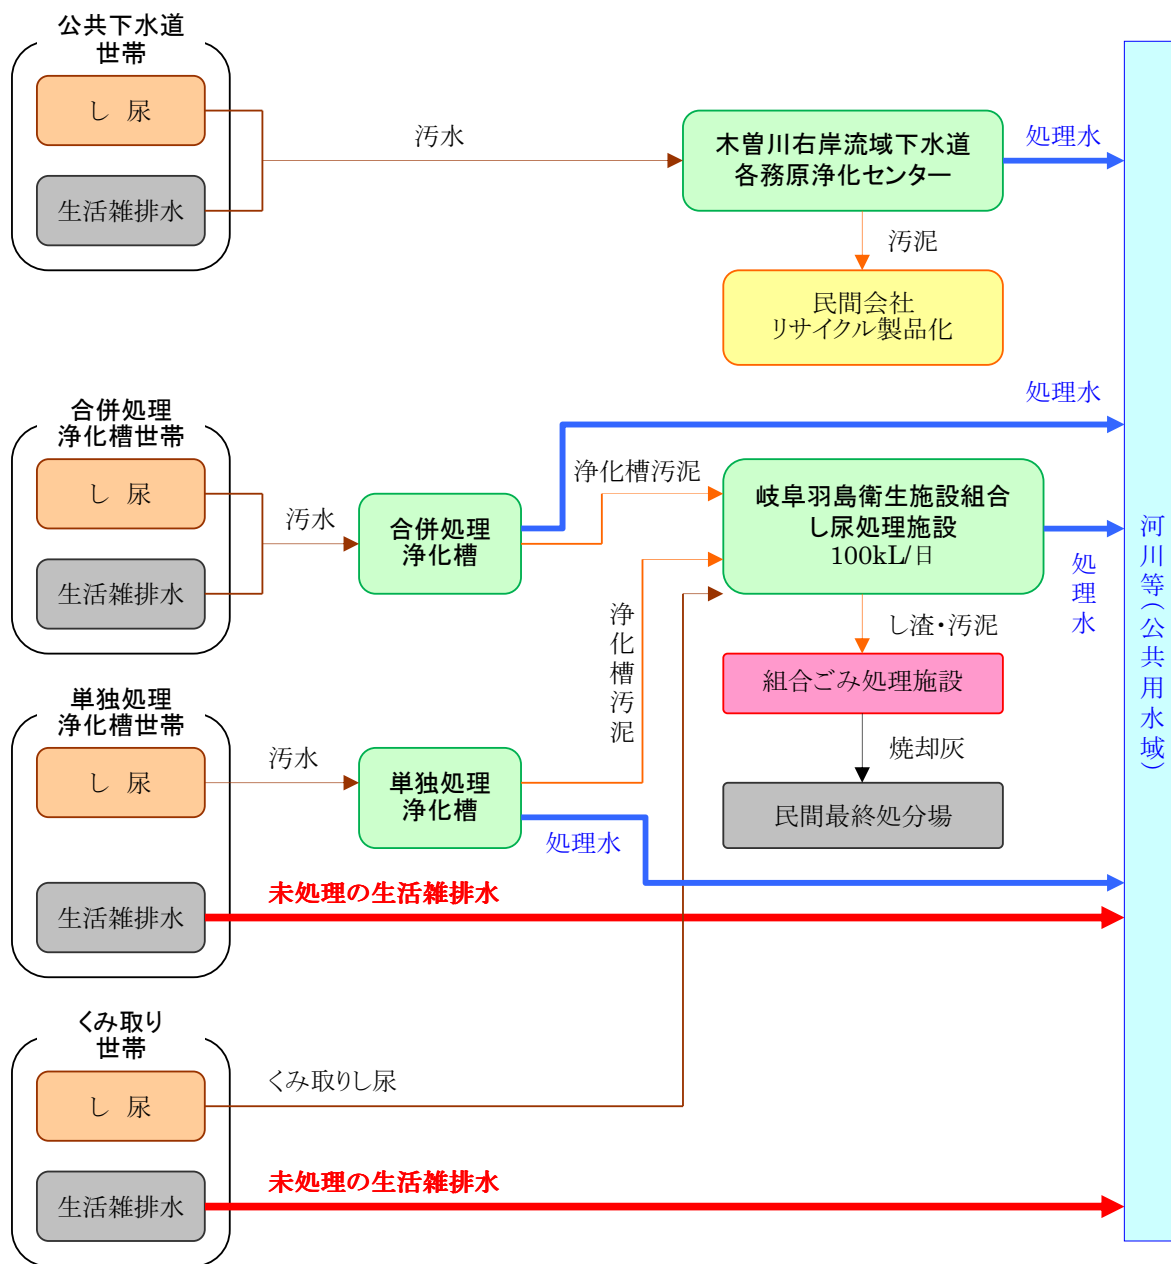 公共下水道
世帯
し 尿
生活雑排水
汚水
木曽川右岸流域下水道
各務原浄化センター
処理水
汚泥
民間会社
リサイクル製品化
合併処理
浄化槽世帯
し 尿
生活雑排水
汚水
合併処理
浄化槽
処理水
浄化槽汚泥
岐阜羽島衛生施設組合
し尿処理施設
100kL/日
処理水
し渣・汚泥
組合ごみ処理施設
焼却灰
民間最終処分場
単独処理
浄化槽世帯
し 尿
生活雑排水
汚水
単独処理
浄化槽
浄化槽汚泥
処理水
未処理の生活雑排水
くみ取り
世帯
し 尿
生活雑排水
くみ取りし尿
未処理の生活雑排水
河川等(公共用水域)